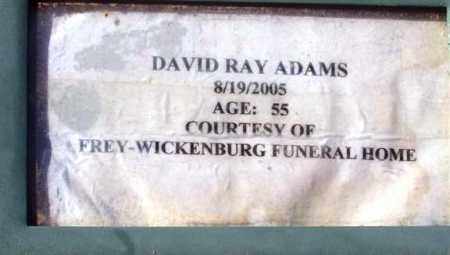 DAVID RAY ADAMS
8/19/2005
AGE: 55
COURTESY OF
FREY-WICKENBURG FUNERAL HOME